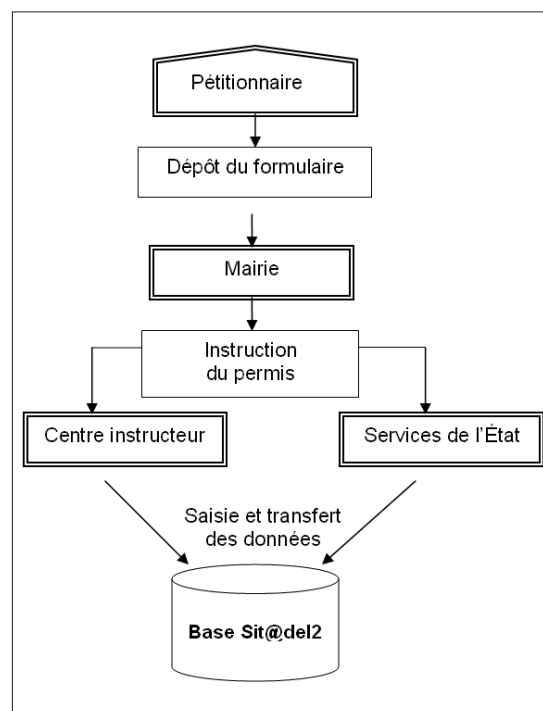 Pétitionnaire
Dépôt du formulaire
Mairie
Instruction
du permis
Centre instructeur
Services de l'État
Saisie et transfert
des données
Base Sit@del2